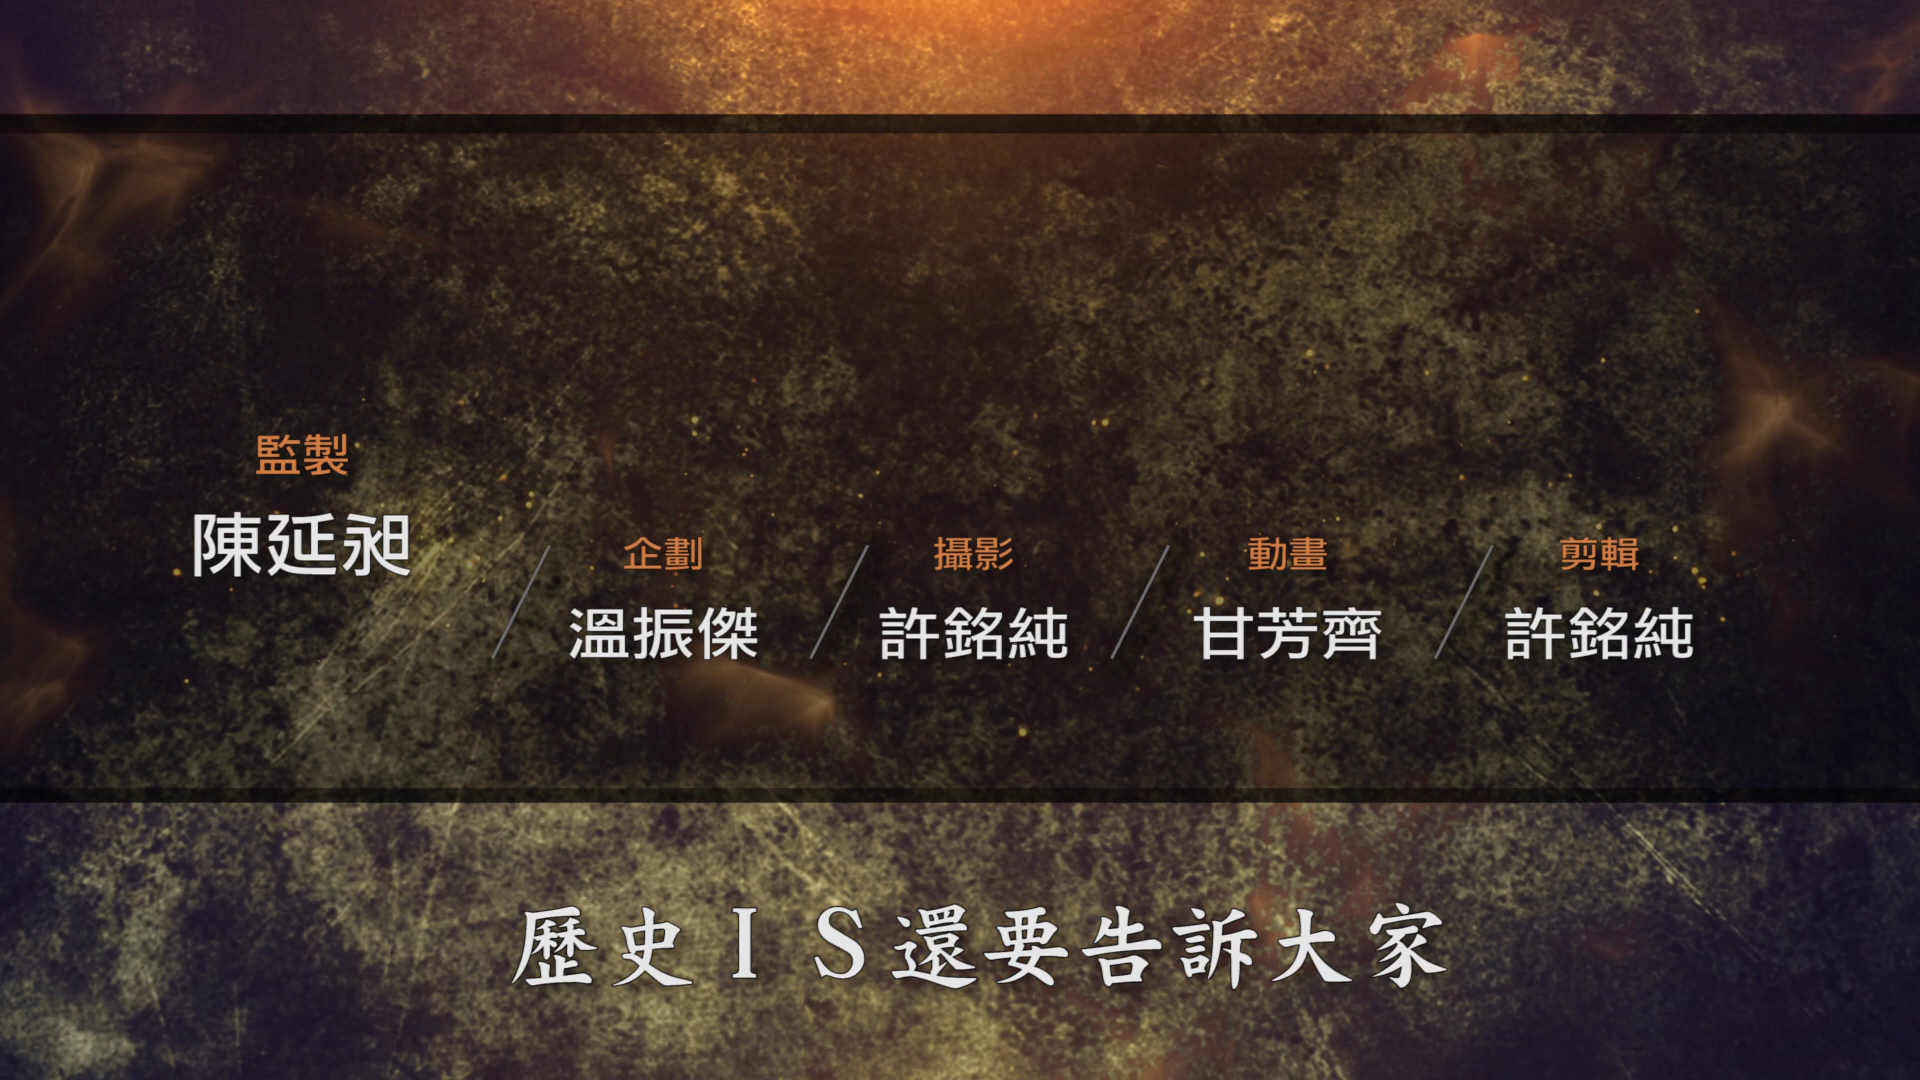 監製
陳延昶
企劃
溫振傑
攝影
許銘純
動畫
甘芳齊
剪輯
許銘純
歷史ＩＳ還要告訴大家